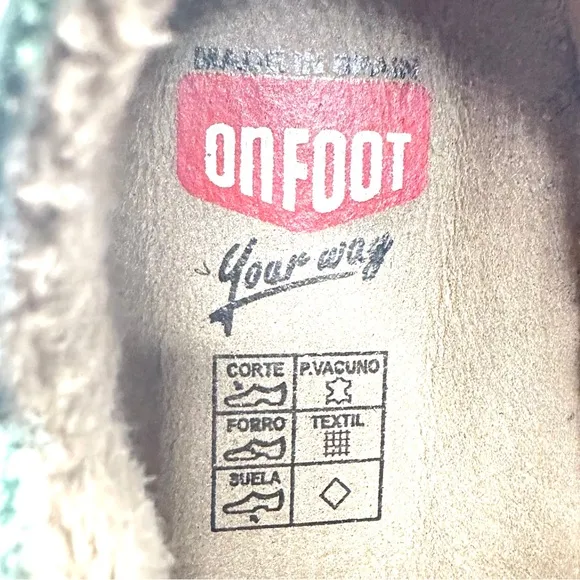 MADE IN SPAIN
onFOOT
Your way
CORTE P.VACUNO
FORRO TEXTIL
SUELA